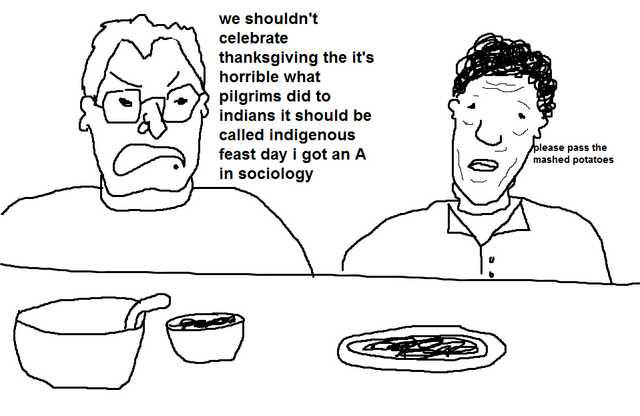 we shouldn't
celebrate
thanksgiving the it's
horrible what
pilgrims did to
indians it should be
called indigenous
feast day i got an A
in sociology
please pass the
mashed potatoes